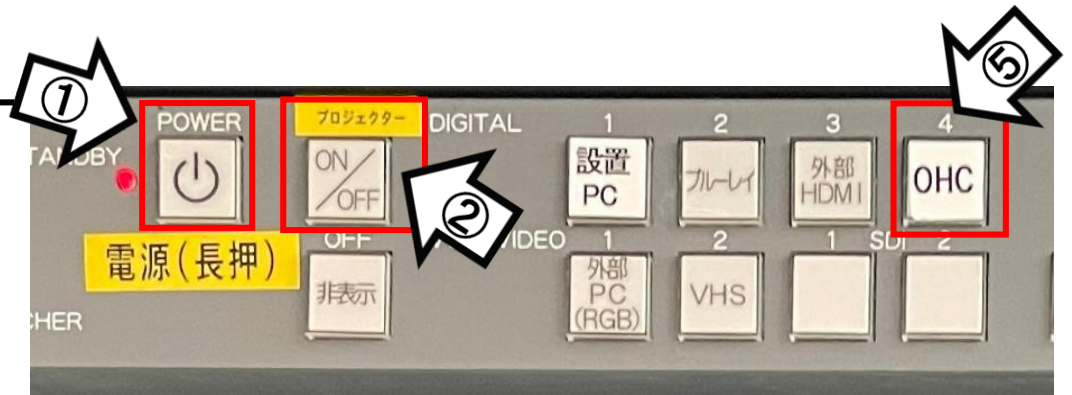 ①
②
⑤
POWER
プロジェクター
DIGITAL
1
2
3
4
ON/OFF
設置
PC
ブルーレイ
外部
HDMI
OHC
電源(長押)
OFF
1
2
1
SDI
2
非表示
外部
PC
(RGB)
VHS